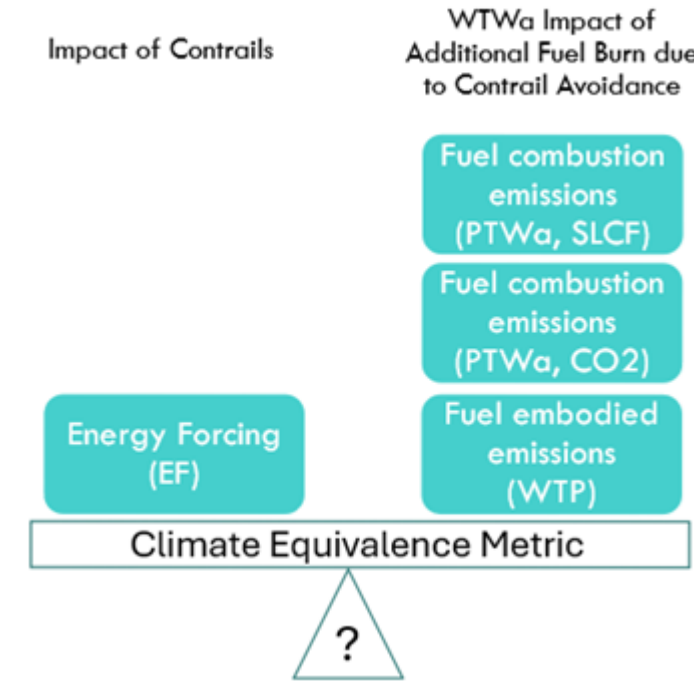 Impact of Contrails
WTWa Impact of
Additional Fuel Burn due
to Contrail Avoidance
Fuel combustion
emissions
(PTWa, SLCF)
Fuel combustion
emissions
(PTWa, CO2)
Energy Forcing
(EF)
Fuel embodied
emissions
(WTP)
Climate Equivalence Metric
?